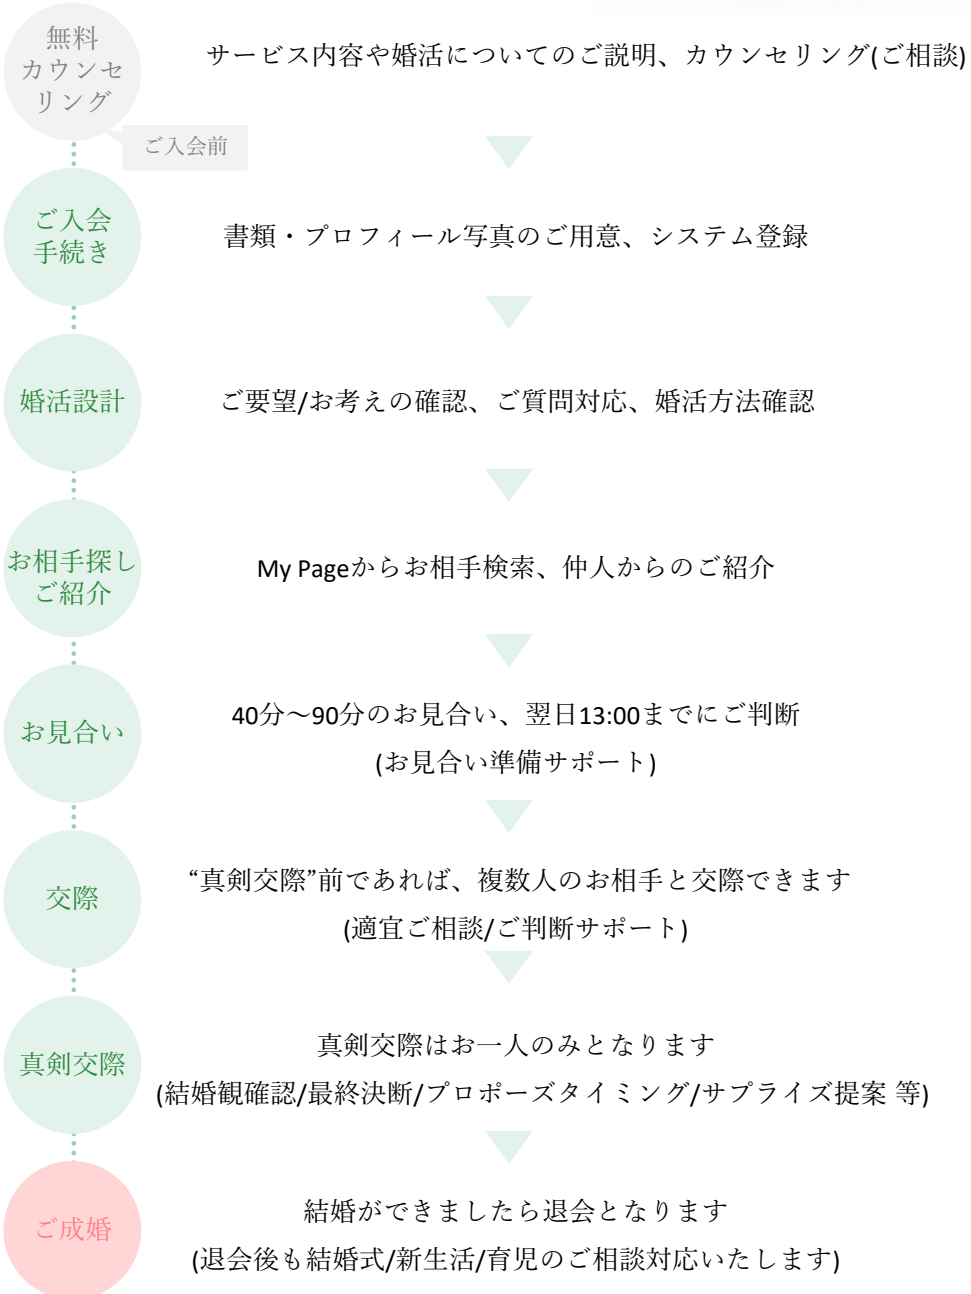 無料
カウンセ
リング
サービス内容や婚活についてのご説明、カウンセリング(ご相談)
ご入会前
ご入会
手続き
書類・プロフィール写真のご用意、システム登録
婚活設計
ご要望/お考えの確認、ご質問対応、婚活方法確認
お相手探し
ご紹介
My Pageからお相手検索、仲人からのご紹介
お見合い
40分～90分のお見合い、翌日13:00までにご判断
(お見合い準備サポート)
交際
“真剣交際”前であれば、複数人のお相手と交際できます
(適宜ご相談/ご判断サポート)
真剣交際
真剣交際はお一人のみとなります
(結婚観確認/最終決断/プロポーズタイミング/サプライズ提案 等)
ご成婚
結婚ができましたら退会となります
(退会後も結婚式/新生活/育児のご相談対応いたします)